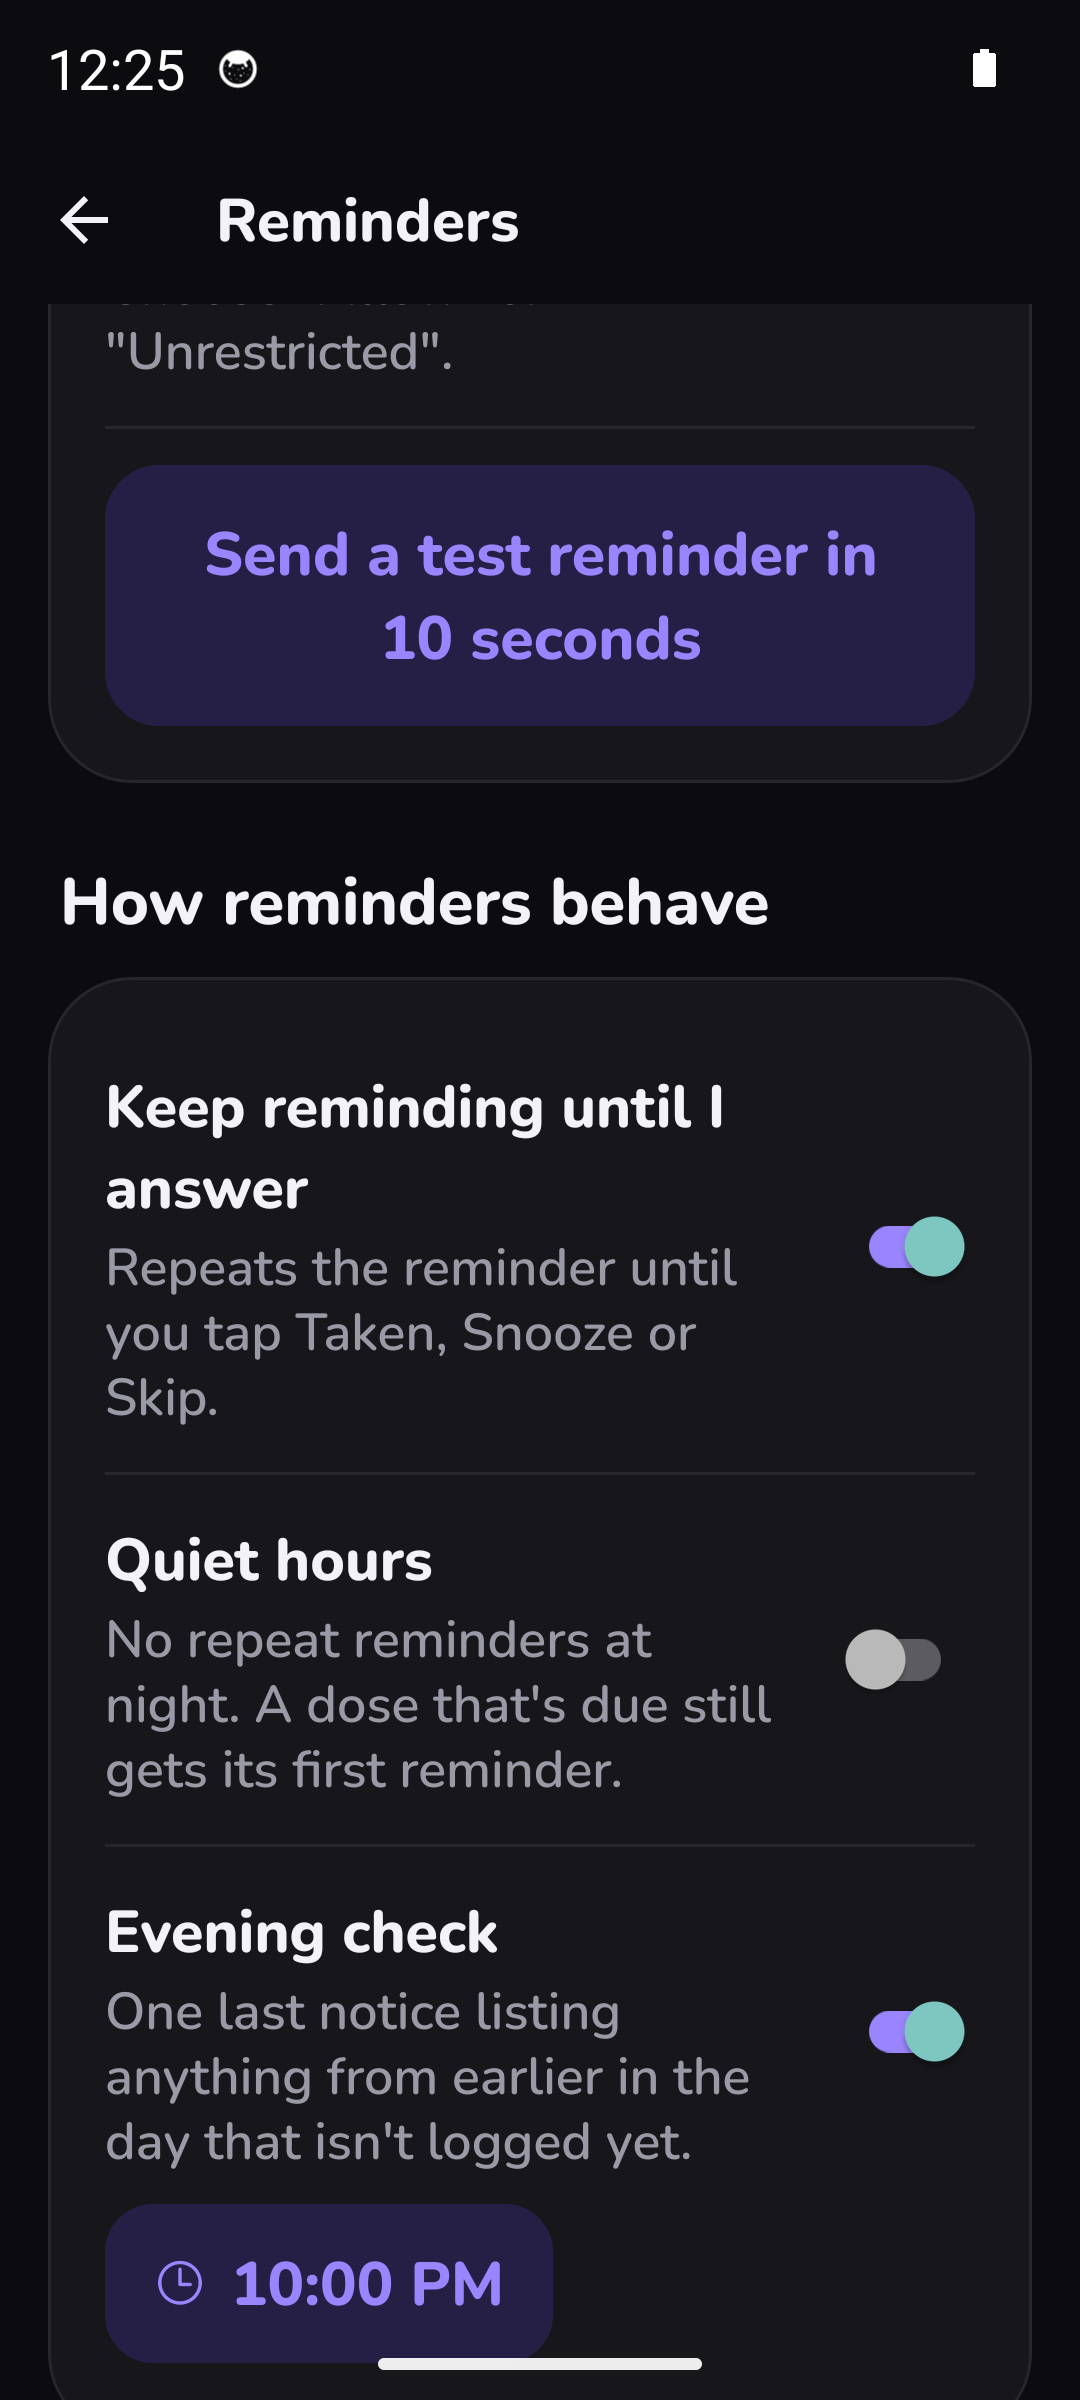 12:25
Reminders
"Unrestricted".
Send a test reminder in
10 seconds
How reminders behave
Keep reminding until I
answer
Repeats the reminder until
you tap Taken, Snooze or
Skip.
Quiet hours
No repeat reminders at
night. A dose that's due still
gets its first reminder.
Evening check
One last notice listing
anything from earlier in the
day that isn't logged yet.
10:00 PM